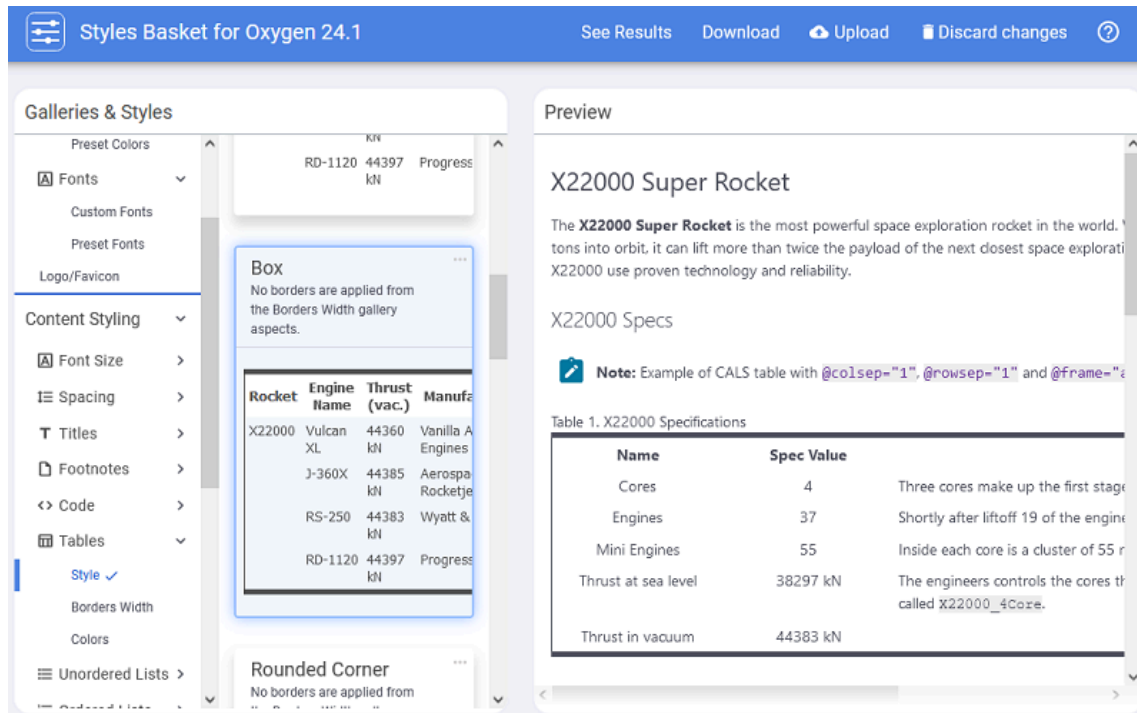 Styles Basket for Oxygen 24.1
See Results Download Upload Discard changes
Galleries & Styles
Preset Colors
Fonts
Custom Fonts
Preset Fonts
Logo/Favicon
Content Styling
Font Size
Spacing
Titles
Footnotes
Code
Tables
Style
Borders Width
Colors
Unordered Lists
kN
RD-1120 44397 Progress
kN
Box
No borders are applied from
the Borders Width gallery
aspects.
Rocket Engine Name Thrust (vac.) Manufa
X22000 Vulcan 44360 Vanilla A
XL kN Engines
J-360X 44385 Aerospa
kN Rocketje
RS-250 44383 Wyatt &
kN
RD-1120 44397 Progress
kN
Rounded Corner
No borders are applied from
Preview
X22000 Super Rocket
The X22000 Super Rocket is the most powerful space exploration rocket in the world.
tons into orbit, it can lift more than twice the payload of the next closest space explorati
X22000 use proven technology and reliability.
X22000 Specs
Note: Example of CALS table with @colsep="1", @rowsep="1" and @frame="a
Table 1. X22000 Specifications
Name Spec Value
Cores 4 Three cores make up the first stage
Engines 37 Shortly after liftoff 19 of the engine
Mini Engines 55 Inside each core is a cluster of 55
Thrust at sea level 38297 kN The engineers controls the cores th
called X22000_4Core.
Thrust in vacuum 44383 kN